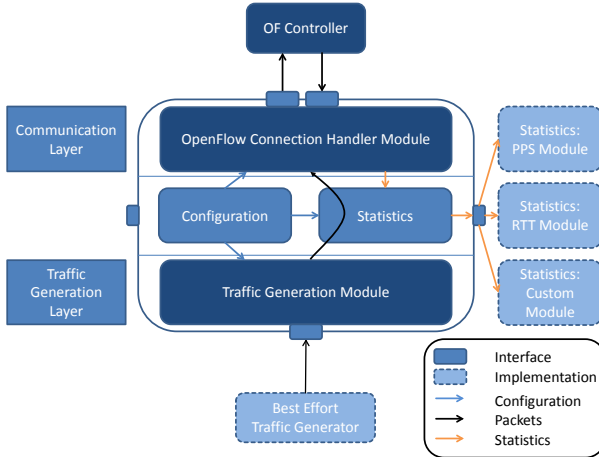 OF Controller
Communication
Layer
OpenFlow Connection Handler Module
Statistics:
PPS Module
Configuration
Statistics
Statistics:
RTT Module
Traffic
Generation
Layer
Traffic Generation Module
Statistics:
Custom
Module
Best Effort
Traffic Generator
Interface
Implementation
Configuration
Packets
Statistics